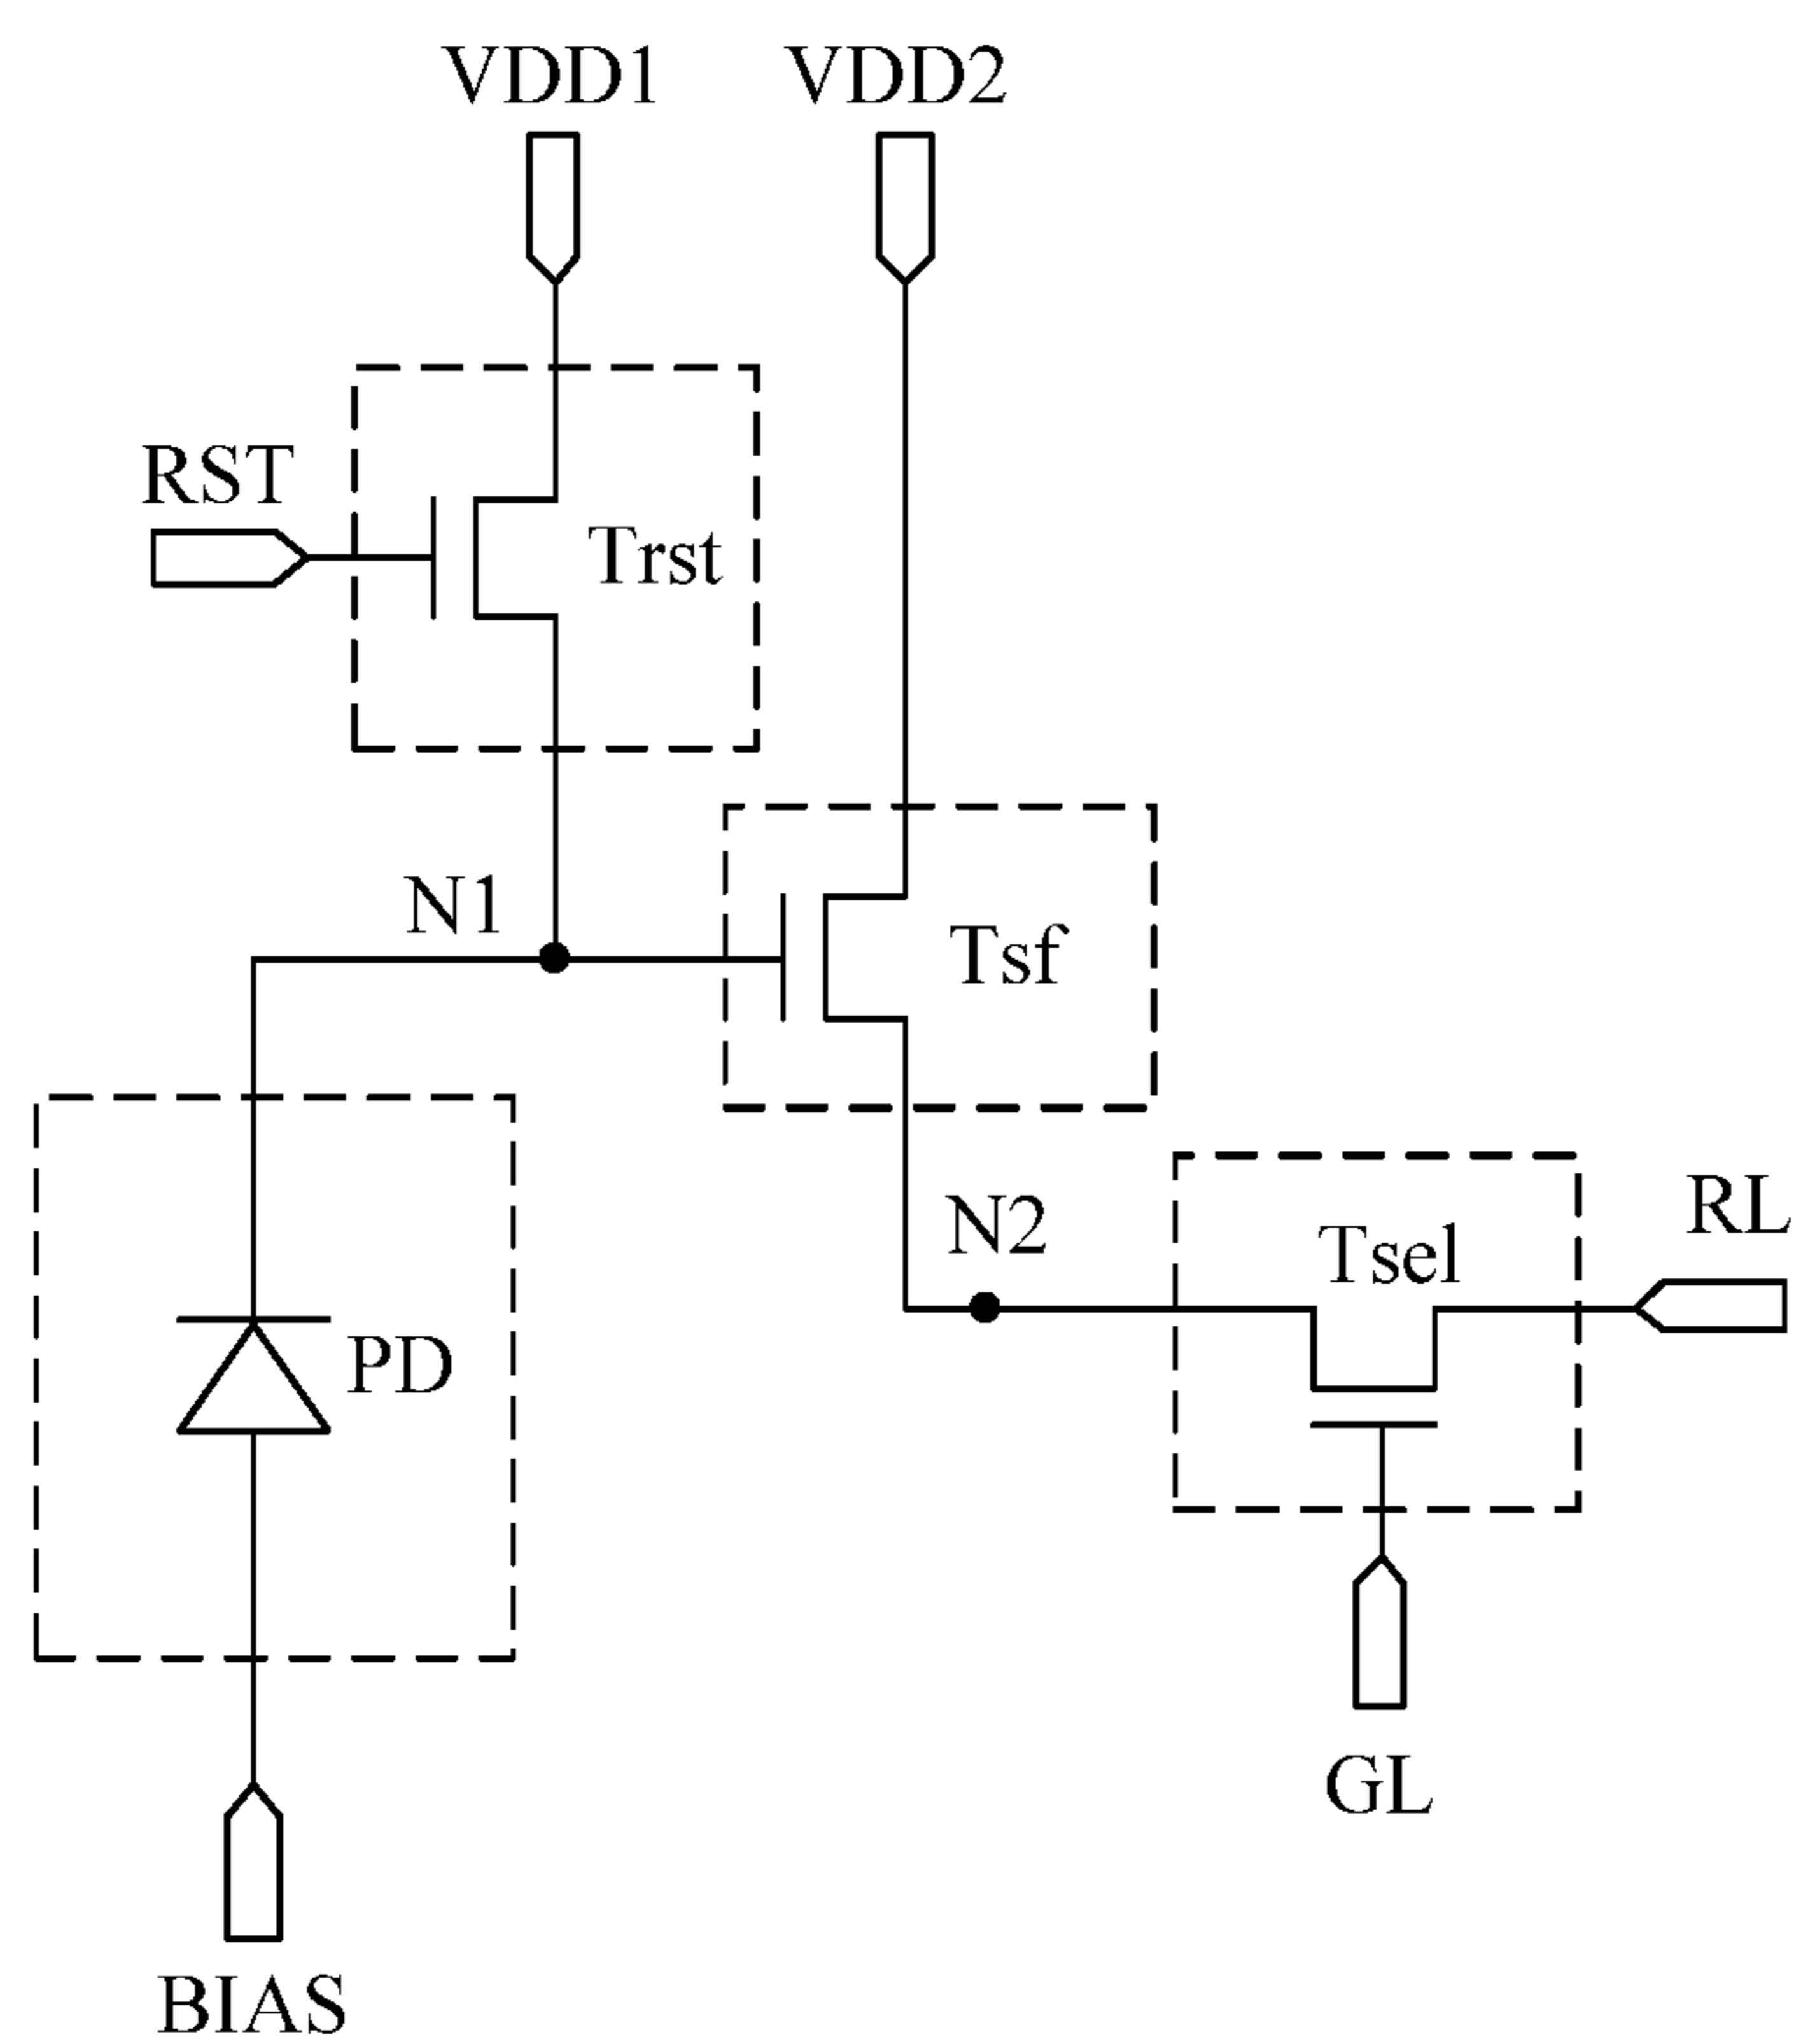 VDD1 VDD2
RST
Trst
N1
Tsf
N2
Tsel
RL
PD
GL
BIAS